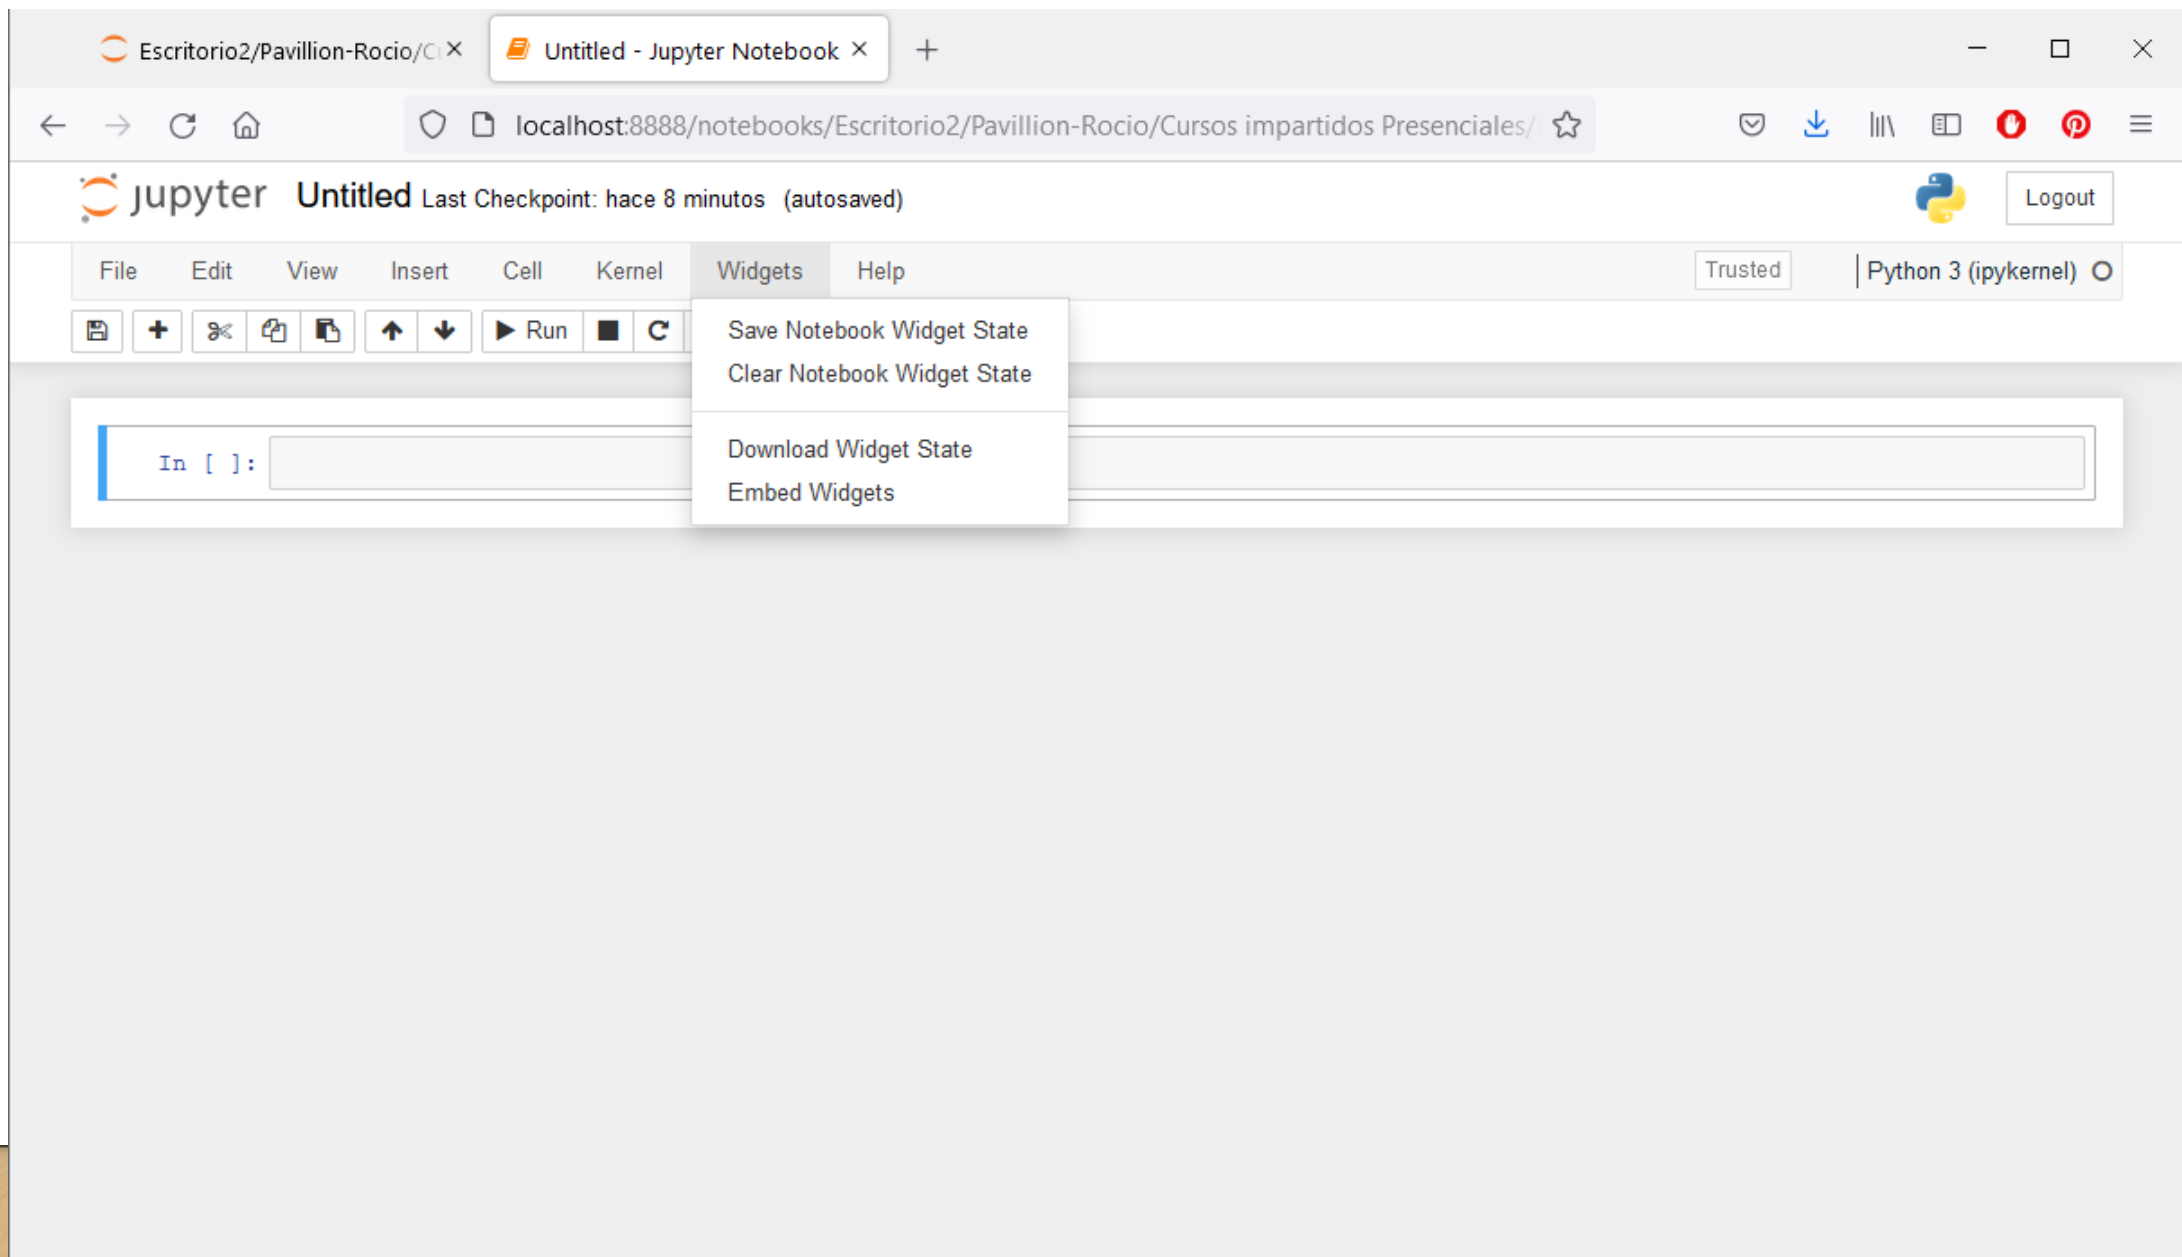 Escritorio2/Pavillion-Rocio/C
Untitled - Jupyter Notebook
localhost:8888/notebooks/Escritorio2/Pavillion-Rocio/Cursos impartidos Presenciales/
jupyter Untitled Last Checkpoint: hace 8 minutos (autosaved)
Logout
File Edit View Insert Cell Kernel Widgets Help
Trusted
Python 3 (ipykernel)
Run
Save Notebook Widget State
Clear Notebook Widget State
Download Widget State
Embed Widgets
In [ ]: